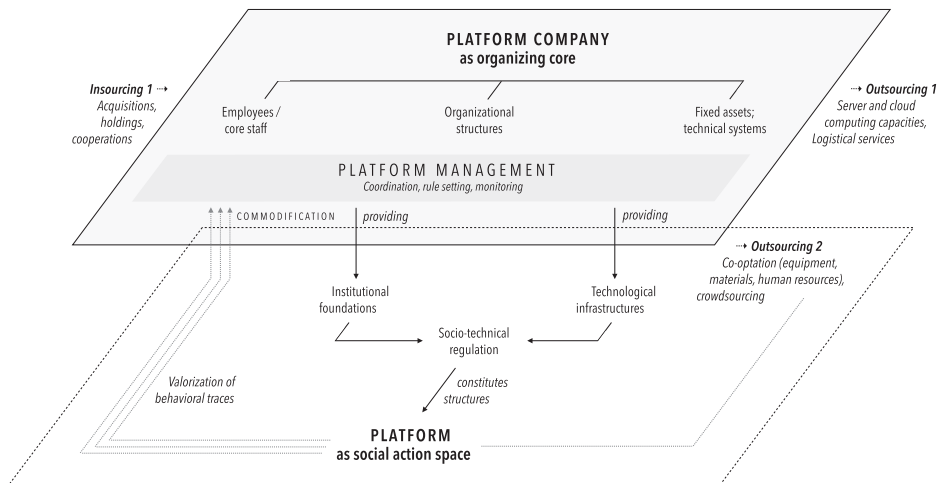 PLATFORM COMPANY
as organizing core
Insourcing 1
Acquisitions,
holdings,
cooperations
Outsourcing 1
Server and cloud
computing capacities,
Logistical services
Employees /
core staff
Organizational
structures
Fixed assets;
technical systems
PLATFORM MANAGEMENT
Coordination, rule setting, monitoring
COMMODIFICATION
providing
providing
Outsourcing 2
Co-optation (equipment,
materials, human resources),
crowdsourcing
Institutional
foundations
Technological
infrastructures
Socio-technical
regulation
Valorization of
behavioral traces
constitutes
structures
PLATFORM
as social action space